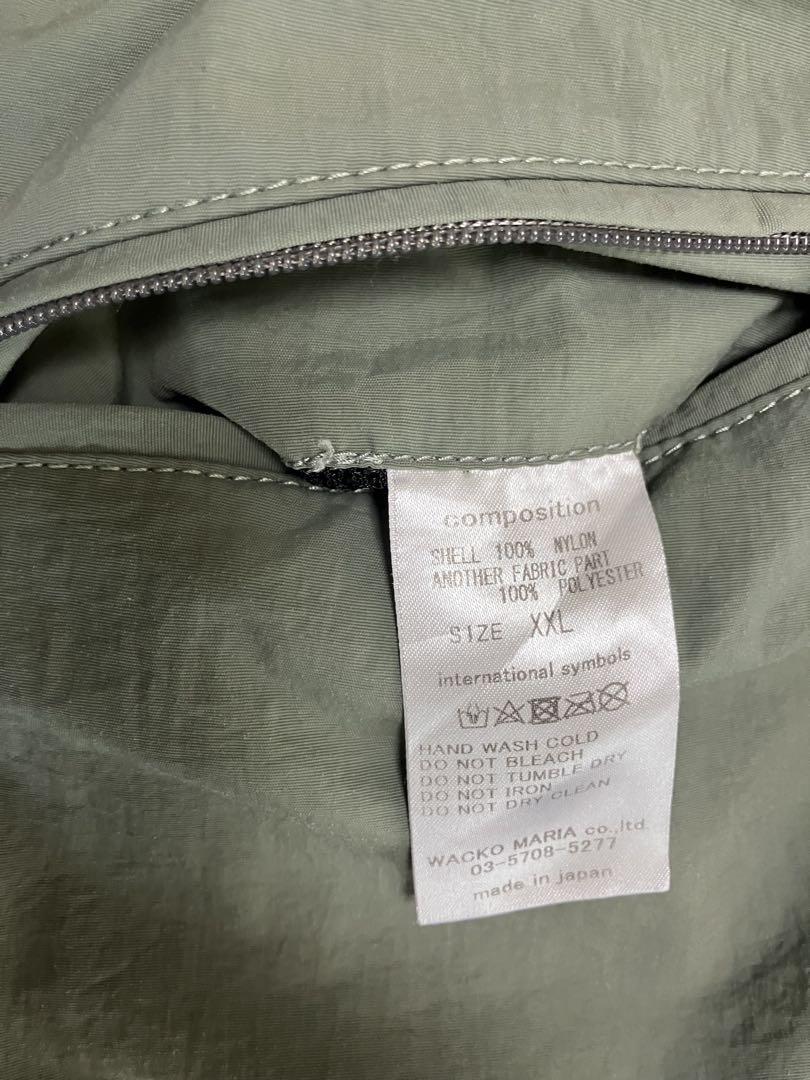 composition
SHELL 100% NYLON
ANOTHER FABRIC PART
100% POLYESTER
SIZE XXL
international symbols
HAND WASH COLD
DO NOT BLEACH
DO NOT TUMBLE DRY
DO NOT IRON
DO NOT DRY CLEAN
WACKO MARIA co.,ltd.
03-5708-5277
made in japan